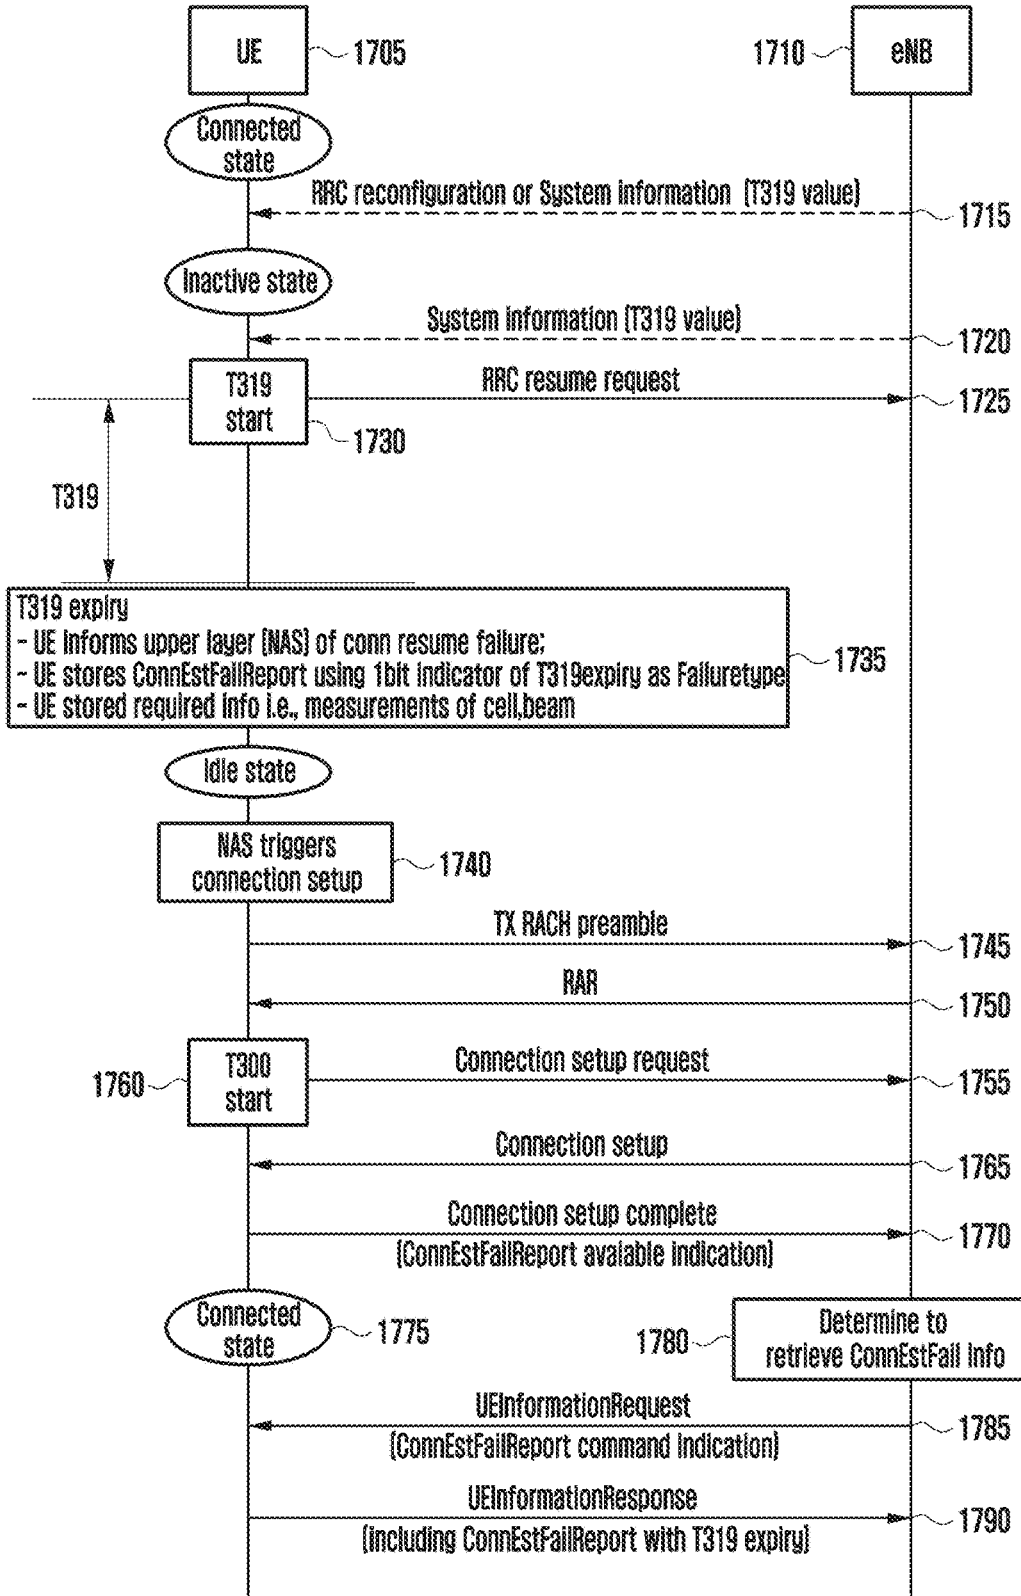 UE
1705
1710
eNB
Connected
state
RRC reconfiguration or System information (T319 value)
1715
Inactive state
System information (T319 value)
1720
T319
start
RRC resume request
1725
1730
T319
T319 expiry
- UE informs upper layer (NAS) of conn resume failure;
- UE stores ConnEstFailReport using 1bit indicator of T319expiry as Failuretype
- UE stored required info i.e., measurements of cell,beam
1735
Idle state
NAS triggers
connection setup
1740
TX RACH preamble
1745
RAR
1750
T300
start
1760
Connection setup request
1755
Connection setup
1765
Connection setup complete
(ConnEstFailReport avalable indication)
1770
Connected
state
1775
1780
Determine to
retrieve ConnEstFail info
UEInformationRequest
(ConnEstFailReport command indication)
1785
UEInformationResponse
(including ConnEstFailReport with T319 expiry)
1790